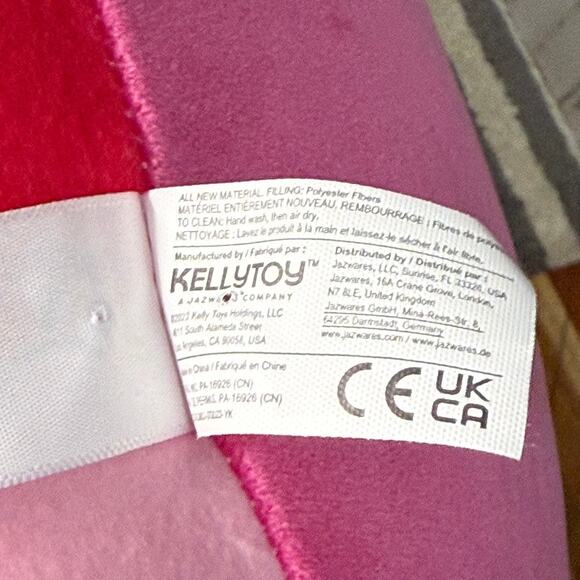 ALL NEW MATERIAL. FILLING: Polyester Fibers
MATÉRIEL ENTIÈREMENT NOUVEAU. REMBOURRAGE : Fibres de
TO CLEAN: Hand wash, then air dry.
NETTOYAGE : Lavez le produit à la main et laissez-le sécher à l'air libre.
Manufactured by / Fabriqué par :
KELLYTOY™
A JAZWARES COMPANY
Kelly Toys Holdings, LLC
South Alameda Street
Angeles, CA 90058, USA
Distributed by / Distribué par :
Jazwares, LLC, Sunrise, FL 33326, USA
Jazwares, 16A Crane Grove, London,
N7 8LE, United Kingdom
Jazwares GmbH, Mina-Rees-Str. 8,
64295 Darmstadt, Germany
www.jazwares.com / www.jazwares.de
China / Fabriqué en Chine
PA-16926 (CN)
PA-16926 (CN)
CE
UK
CA